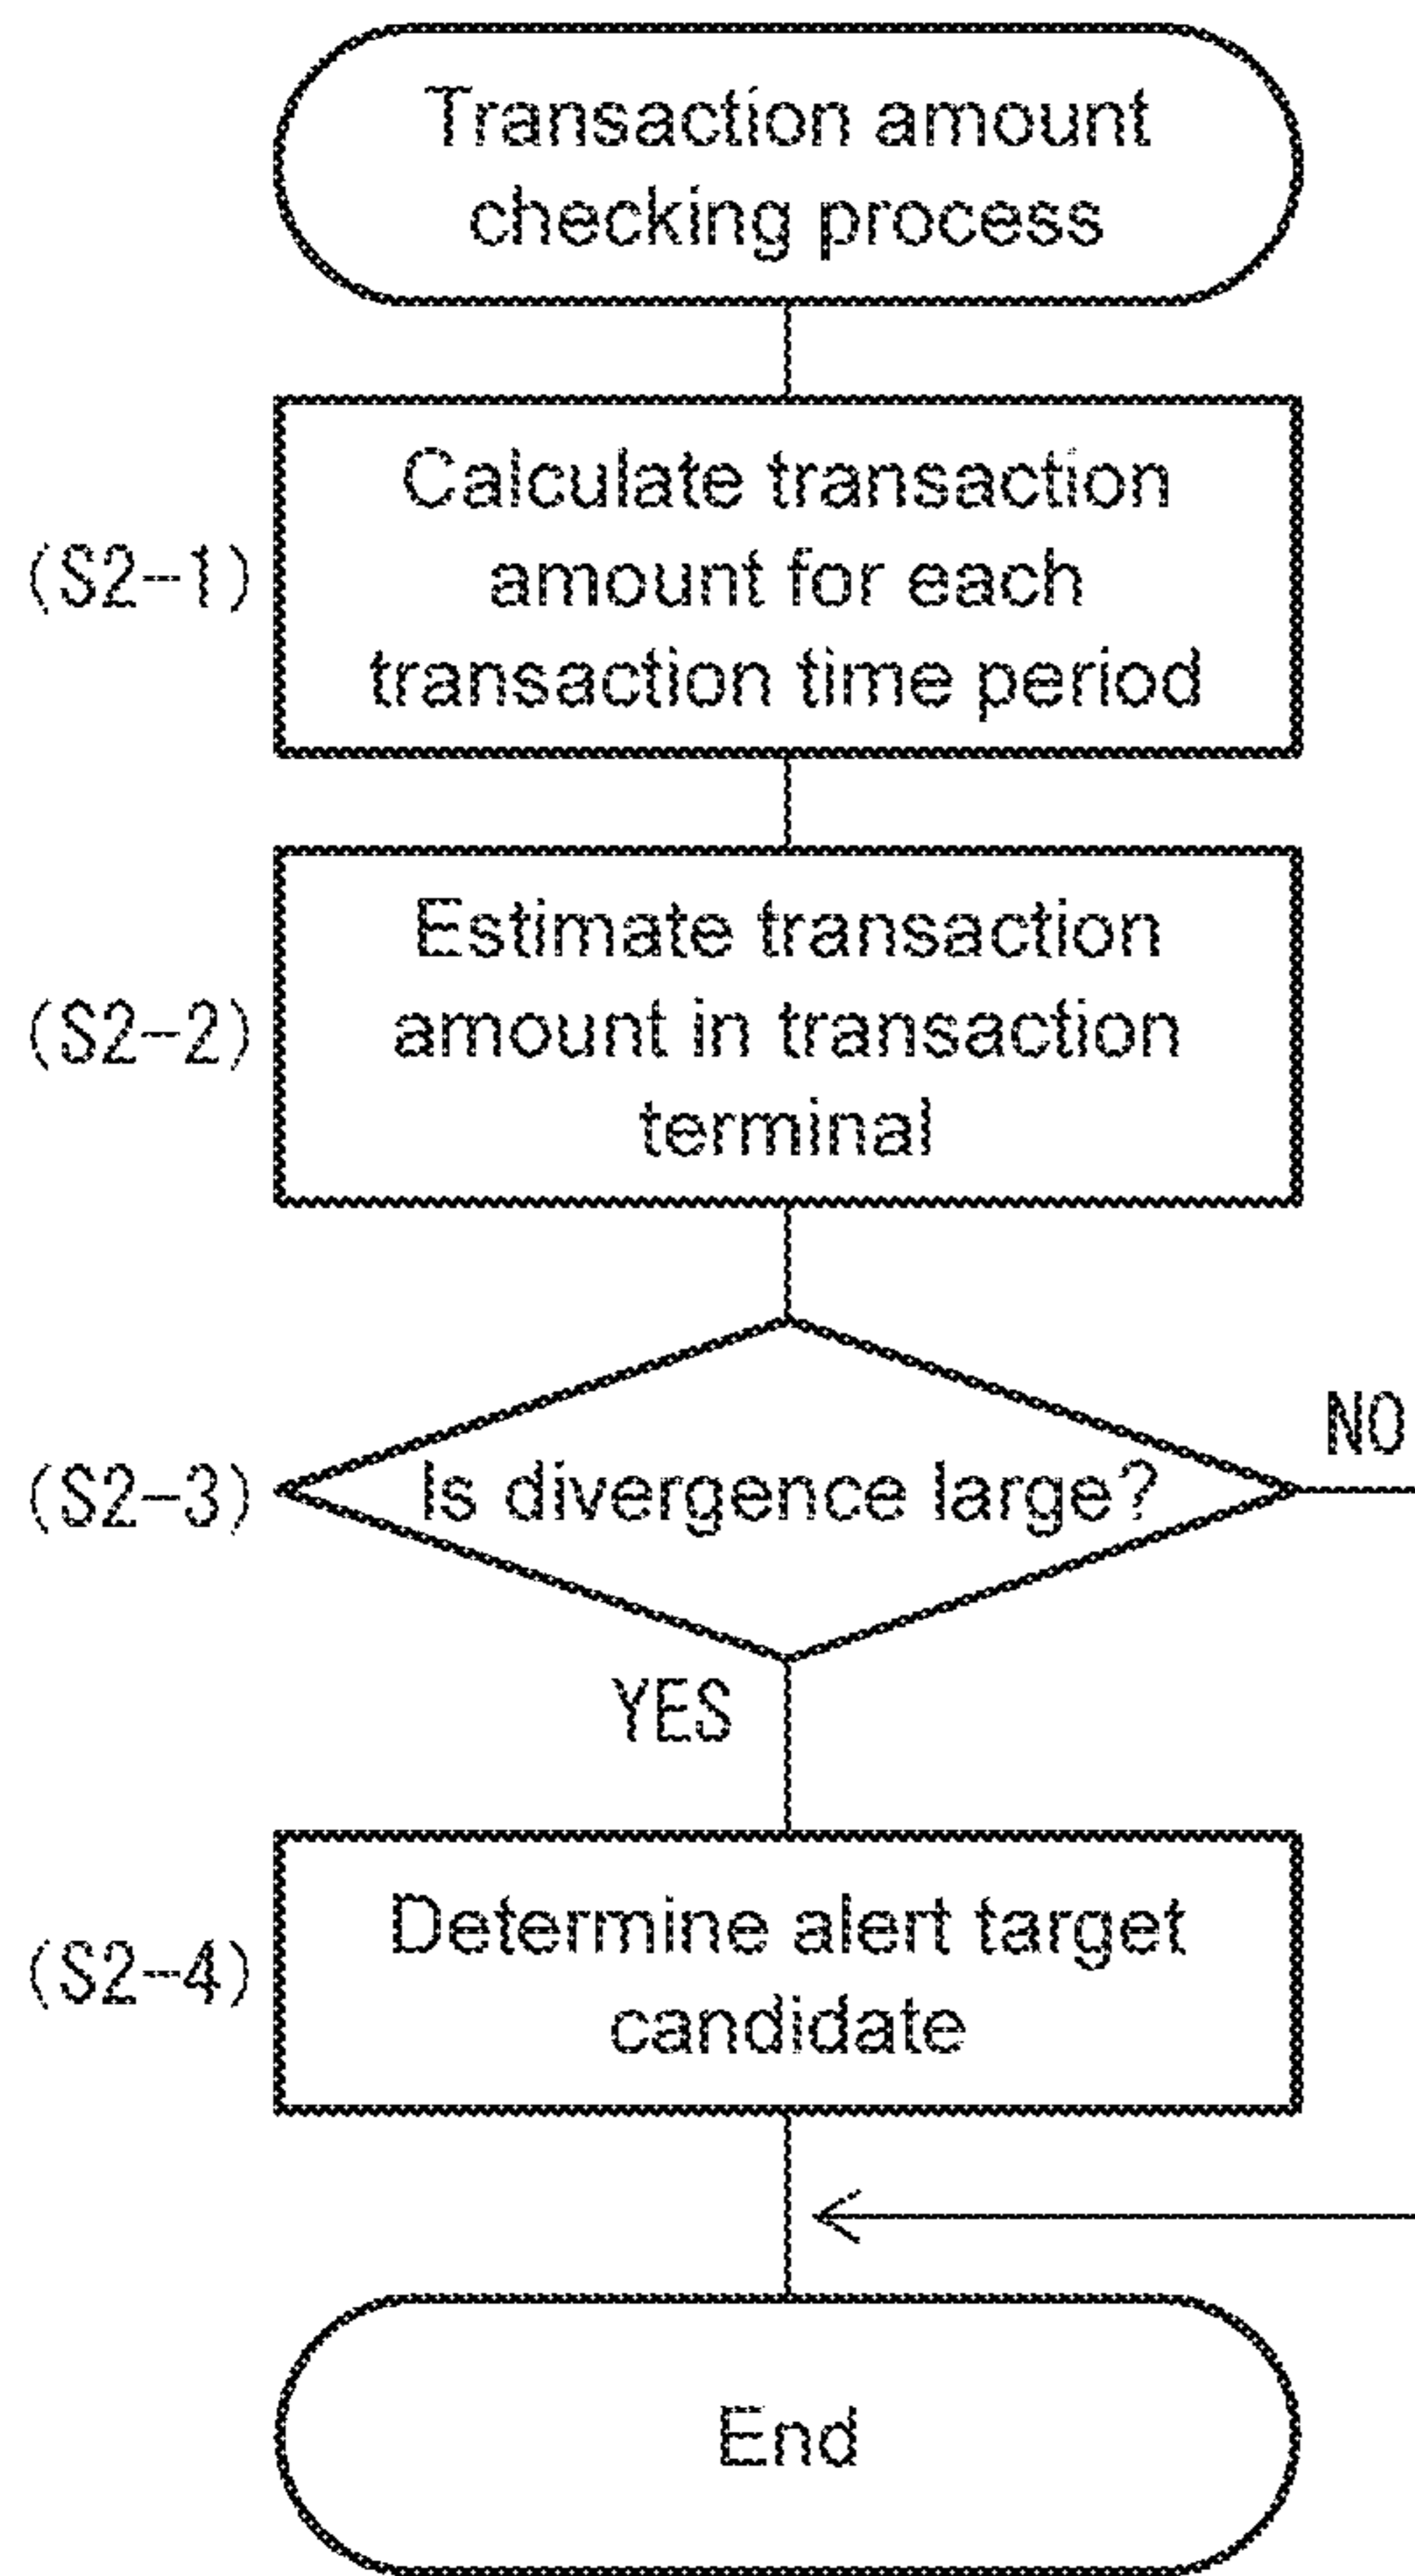 Transaction amount
checking process
(S2-1)
Calculate transaction
amount for each
transaction time period
(S2-2)
Estimate transaction
amount in transaction
terminal
(S2-3)
Is divergence large?
NO
YES
(S2-4)
Determine alert target
candidate
End